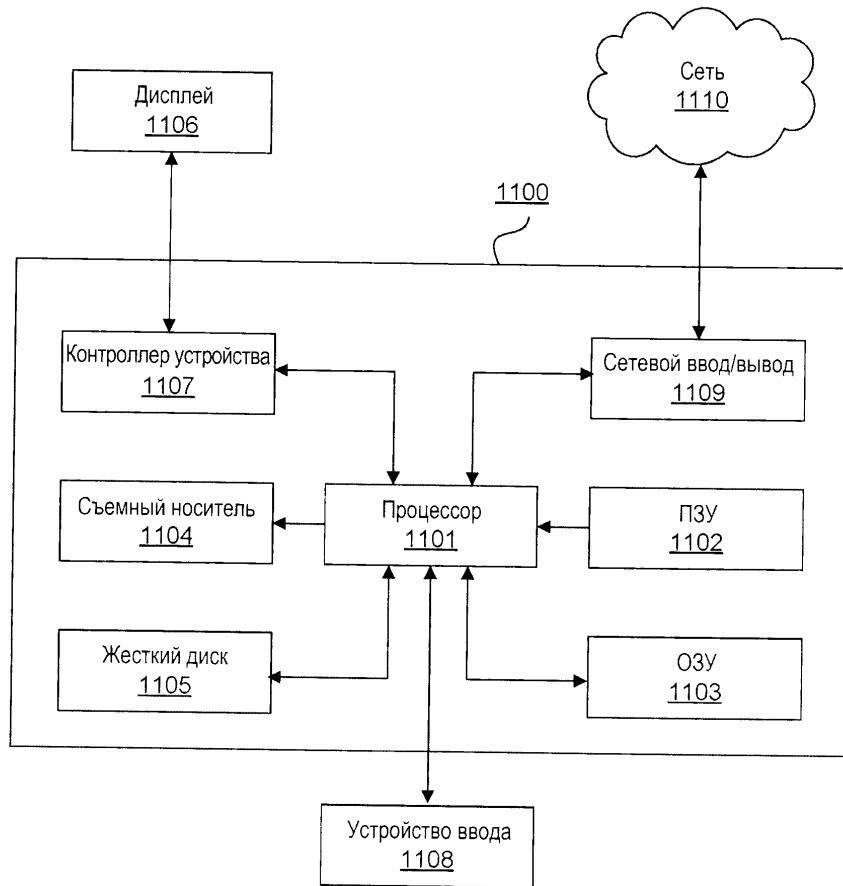 Дисплей
1106
Сеть
1110
1100
Контроллер устройства
1107
Сетевой ввод/вывод
1109
Съемный носитель
1104
Процессор
1101
ПЗУ
1102
Жесткий диск
1105
ОЗУ
1103
Устройство ввода
1108